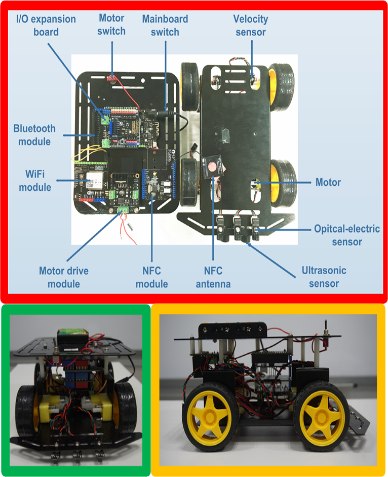 I/O expansion
board
Motor
switch
Mainboard
switch
Velocity
sensor
Bluetooth
module
WiFi
module
Motor
Opitcal-electric
sensor
Ultrasonic
sensor
Motor drive
module
NFC
module
NFC
antenna